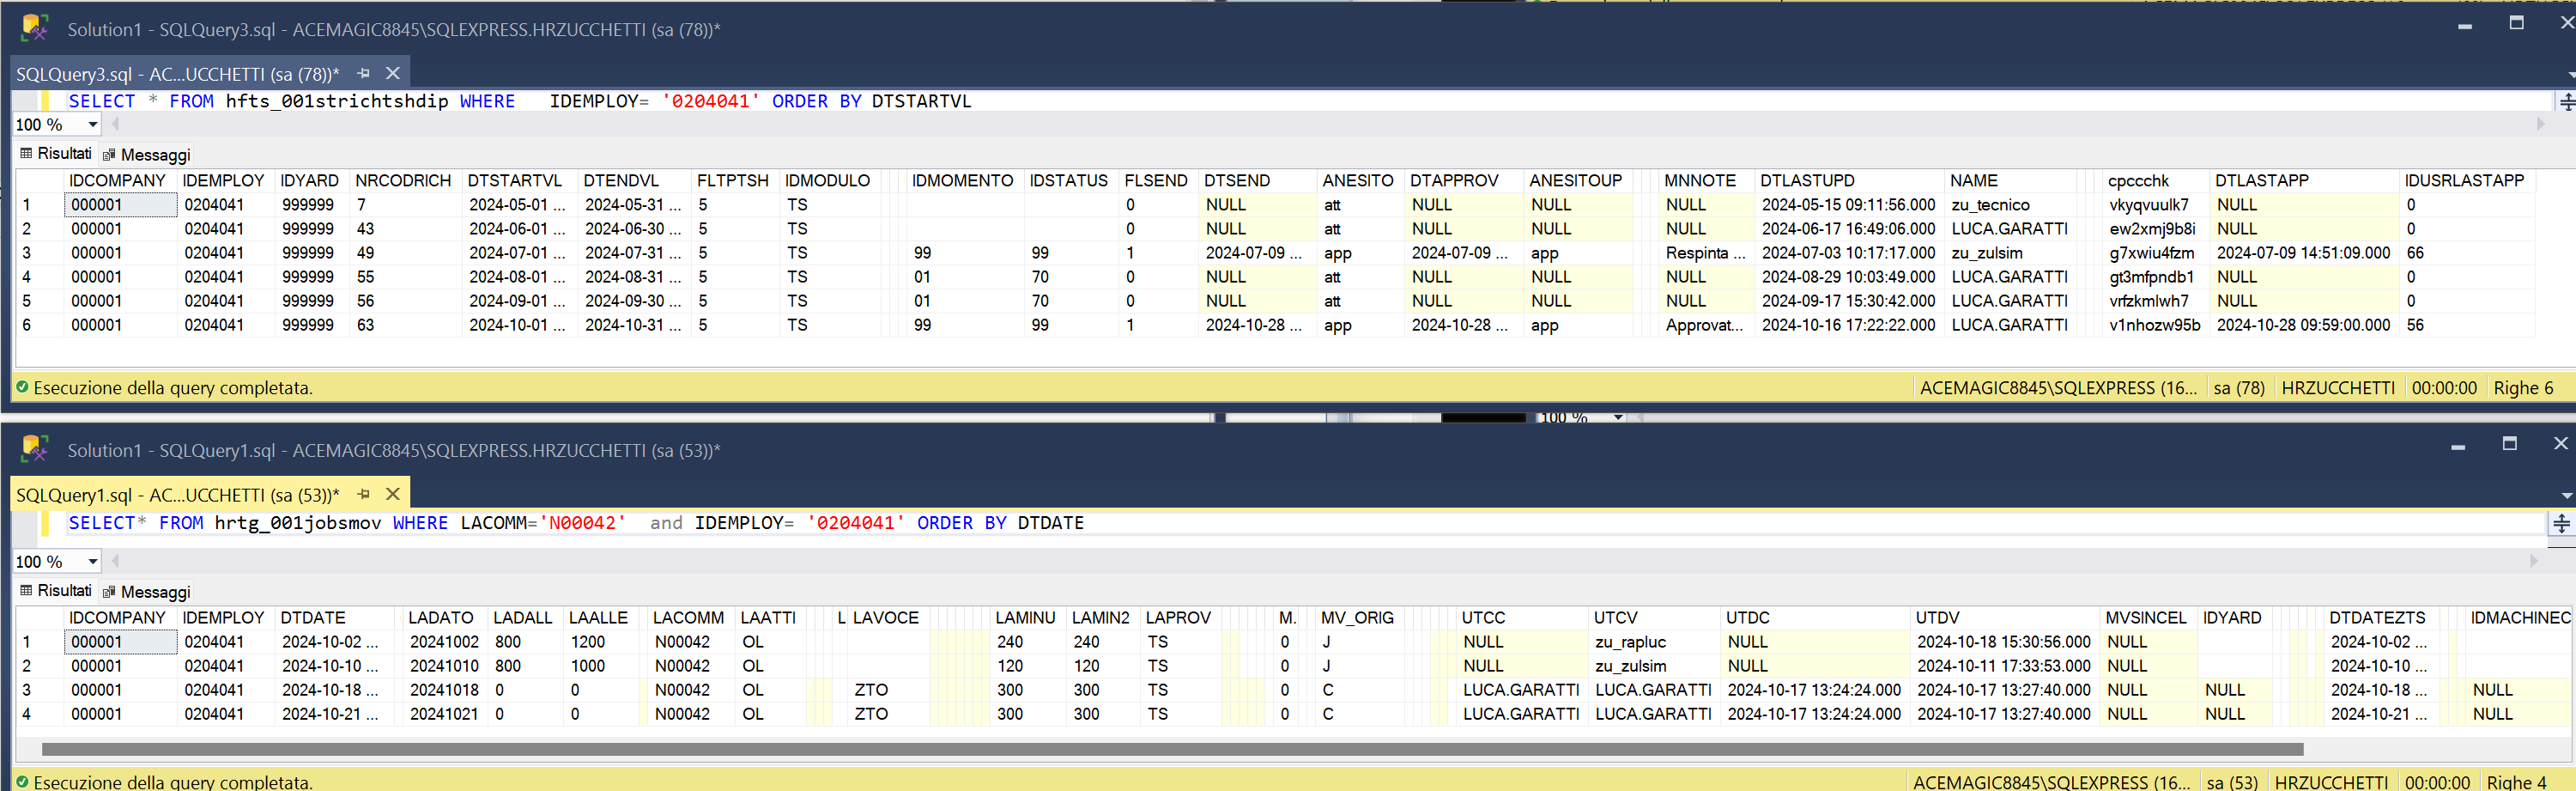 Solution1 - SQLQuery3.sql - ACEMAGIC8845\SQLEXPRESS.HRZUCCHETTI (sa (78))*
SQLQuery3.sql - AC...UCCHETTI (sa (78))*
SELECT * FROM hfts_001strichtshdip WHERE IDEMPLOY= '0204041' ORDER BY DTSTARTVL
100 %
Risultati Messaggi
IDCOMPANY IDEMPLOY IDYARD NRCODRICH DTSTARTVL DTENDVL FLTPTSH IDMODULO IDMOMENTO IDSTATUS FLSEND DTSEND ANESITO DTAPPROV ANESITOUP MNNOTE DTLASTUPD NAME cpccchk DTLASTAPP IDUSRLASTAPP
1 000001 0204041 999999 7 2024-05-01 ... 2024-05-31 ... 5 TS 0 NULL att NULL NULL NULL 2024-05-15 09:11:56.000 zu_tecnico vkyqvuulk7 NULL 0
2 000001 0204041 999999 43 2024-06-01 ... 2024-06-30 ... 5 TS 0 NULL att NULL NULL NULL 2024-06-17 16:49:06.000 LUCA.GARATTI ew2xmj9b8i NULL 0
3 000001 0204041 999999 49 2024-07-01 ... 2024-07-31 ... 5 TS 99 99 1 2024-07-09 ... app 2024-07-09 ... app Respinta ... 2024-07-03 10:17:17.000 zu_zulsim g7xwiu4fzm 2024-07-09 14:51:09.000 66
4 000001 0204041 999999 55 2024-08-01 ... 2024-08-31 ... 5 TS 01 70 0 NULL att NULL NULL NULL 2024-08-29 10:03:49.000 LUCA.GARATTI gt3mfpndb1 NULL 0
5 000001 0204041 999999 56 2024-09-01 ... 2024-09-30 ... 5 TS 01 70 0 NULL att NULL NULL NULL 2024-09-17 15:30:42.000 LUCA.GARATTI vrfzkmlwh7 NULL 0
6 000001 0204041 999999 63 2024-10-01 ... 2024-10-31 ... 5 TS 99 99 1 2024-10-28 ... app 2024-10-28 ... app Approvat... 2024-10-16 17:22:22.000 LUCA.GARATTI v1nhozw95b 2024-10-28 09:59:00.000 56
Esecuzione della query completata. ACEMAGIC8845\SQLEXPRESS (16... sa (78) HRZUCCHETTI 00:00:00 Righe 6
100 %
Solution1 - SQLQuery1.sql - ACEMAGIC8845\SQLEXPRESS.HRZUCCHETTI (sa (53))*
SQLQuery1.sql - AC...UCCHETTI (sa (53))*
SELECT* FROM hrtg_001jobsmov WHERE LACOMM='N00042' and IDEMPLOY= '0204041' ORDER BY DTDATE
100 %
Risultati Messaggi
IDCOMPANY IDEMPLOY DTDATE LADATO LADALL LAALLE LACOMM LAATTI L LAVOCE LAMINU LAMIN2 LAPROV M. MV_ORIG UTCC UTCV UTDC UTDV MVSINCEL IDYARD DTDATEZTS IDMACHINEC
1 000001 0204041 2024-10-02 ... 20241002 800 1200 N00042 OL 240 240 TS 0 J NULL zu_rapluc NULL 2024-10-18 15:30:56.000 NULL 2024-10-02 ...
2 000001 0204041 2024-10-10 ... 20241010 800 1000 N00042 OL 120 120 TS 0 J NULL zu_zulsim NULL 2024-10-11 17:33:53.000 NULL 2024-10-10 ...
3 000001 0204041 2024-10-18 ... 20241018 0 0 N00042 OL ZTO 300 300 TS 0 C LUCA.GARATTI LUCA.GARATTI 2024-10-17 13:24:24.000 2024-10-17 13:27:40.000 NULL NULL 2024-10-18 ... NULL
4 000001 0204041 2024-10-21 ... 20241021 0 0 N00042 OL ZTO 300 300 TS 0 C LUCA.GARATTI LUCA.GARATTI 2024-10-17 13:24:24.000 2024-10-17 13:27:40.000 NULL NULL 2024-10-21 ... NULL
Esecuzione della query completata. ACEMAGIC8845\SQLEXPRESS (16... sa (53) HRZUCCHETTI 00:00:00 Righe 4